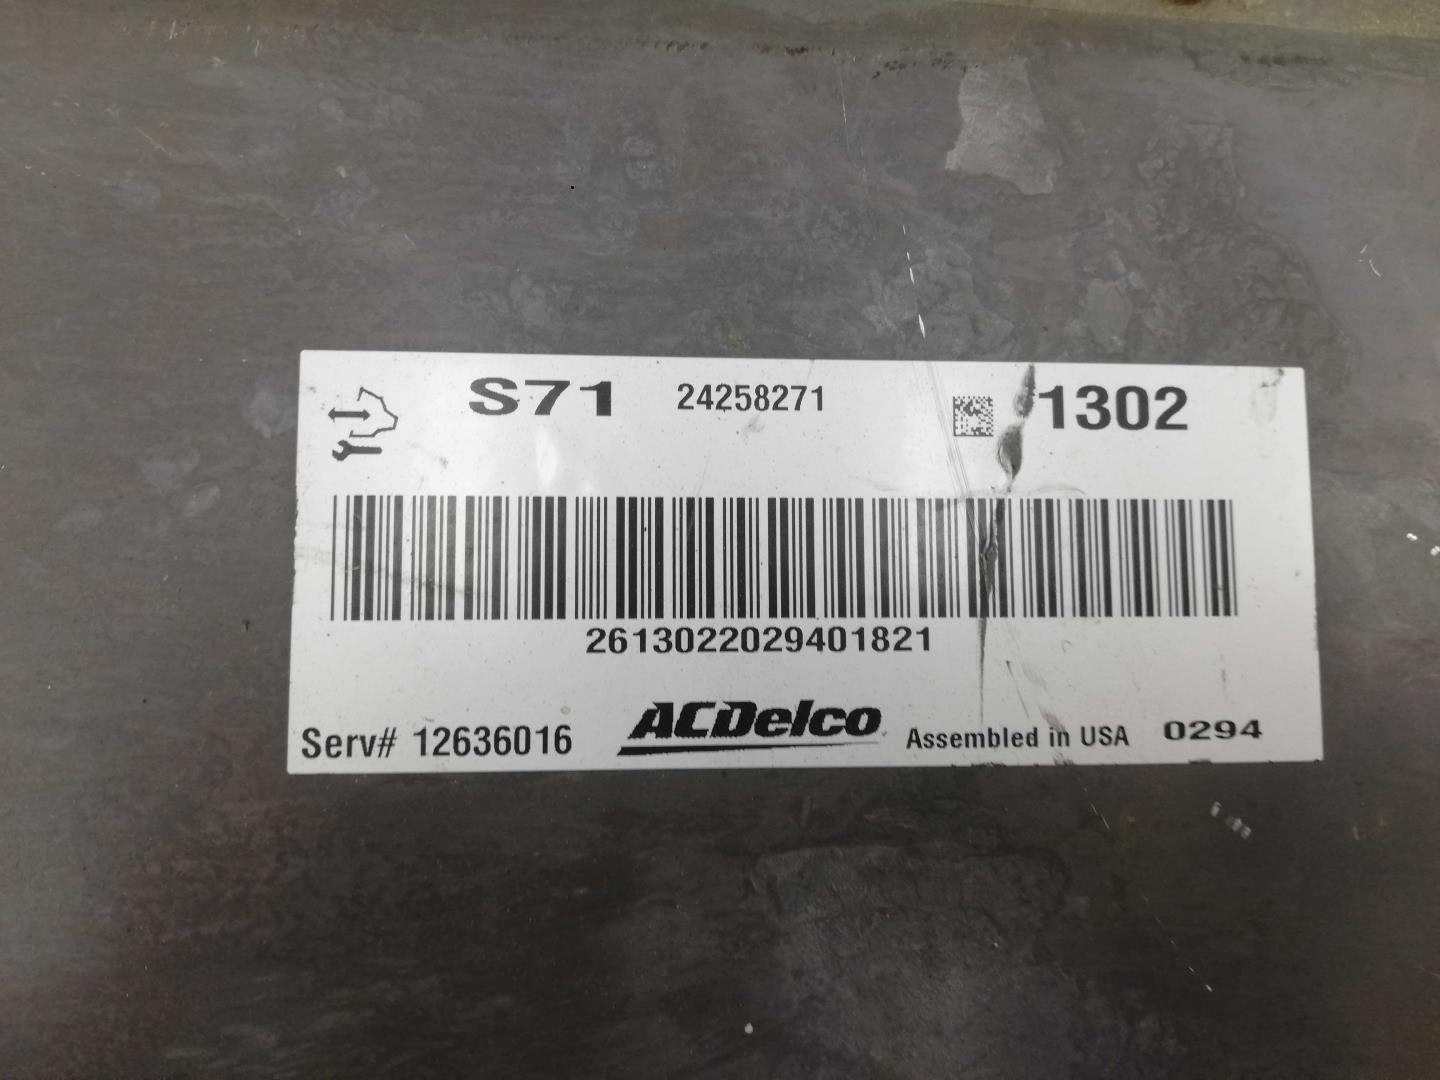 S71 24258271 1302
2613022029401821
Serv# 12636016 ACDelco Assembled in USA 0294